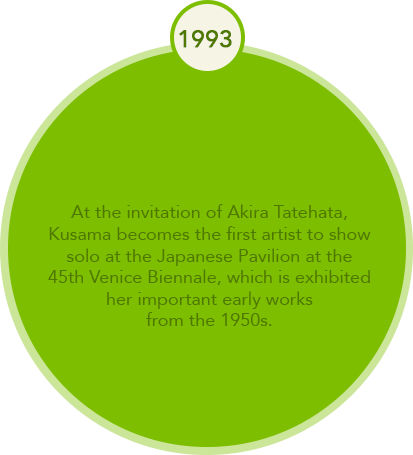 1993
At the invitation of Akira Tatehata,
Kusama becomes the first artist to show
solo at the Japanese Pavilion at the
45th Venice Biennale, which is exhibited
her important early works
from the 1950s.